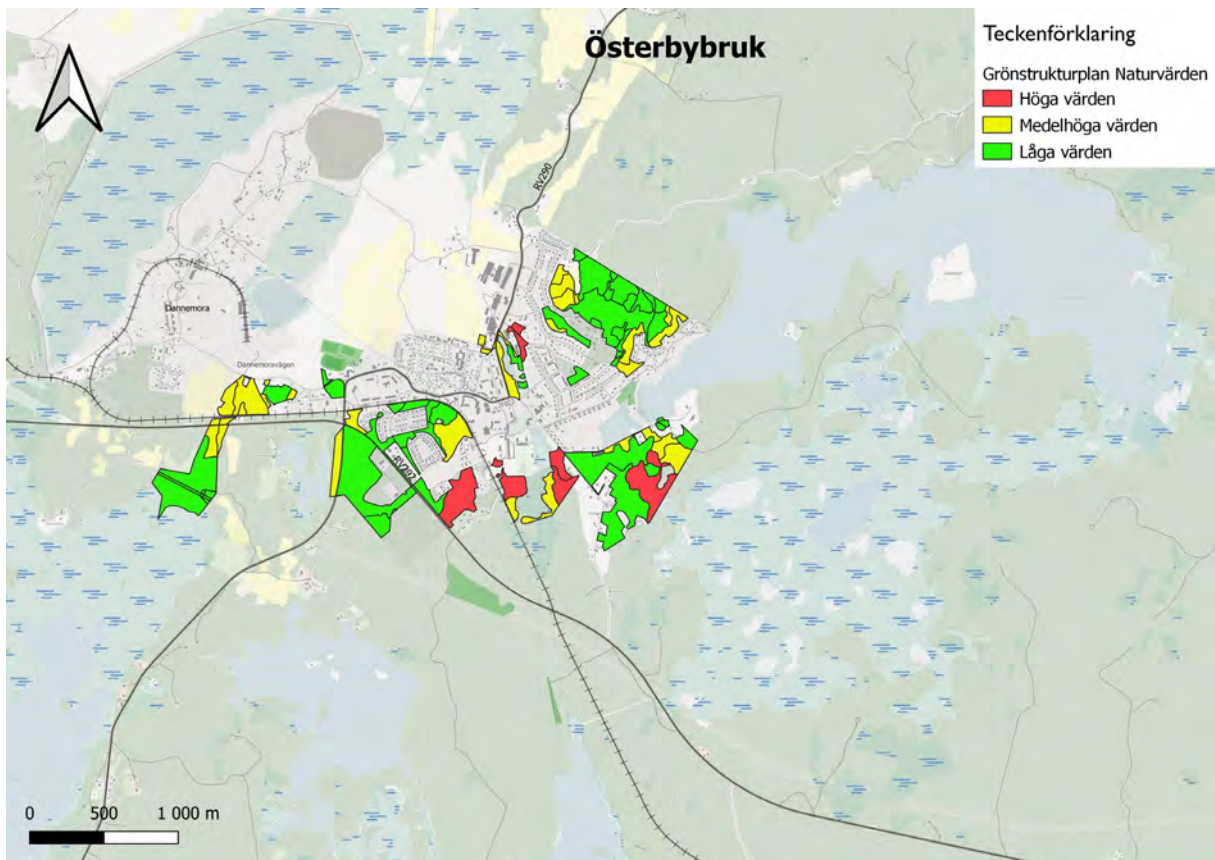 Österbybruk
Teckenförklaring
Grönstrukturplan Naturvärden
Höga värden
Medelhöga värden
Låga värden
RV290
Dannemora
Dannemoravägen
RV292
0 500 1 000 m